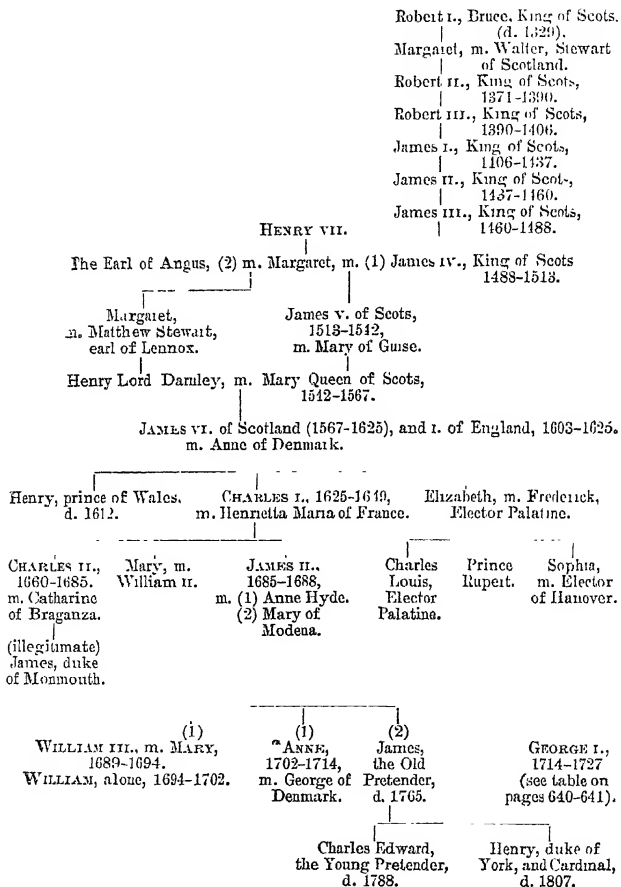 Robert I., Bruce, King of Scots.
(d. 1329).
Margaret, m. Walter, Stewart
of Scotland.
Robert II., King of Scots,
1371-1390.
Robert III., King of Scots,
1390-1406.
James I., King of Scots,
1406-1437.
James II., King of Scots,
1437-1460.
James III., King of Scots,
1460-1488.
HENRY VII.
The Earl of Angus, (2) m. Margaret, m. (1) James IV., King of Scots
1488-1513.
Margaret,
m. Matthew Stewart,
earl of Lennox.
James V. of Scots,
1513-1542,
m. Mary of Guise.
Henry Lord Darnley, m. Mary Queen of Scots,
1542-1567.
JAMES VI. of Scotland (1567-1625), and I. of England, 1603-1625.
m. Anne of Denmark.
Henry, prince of Wales.
d. 1612.
CHARLES I., 1625-1649,
m. Henrietta Maria of France.
Elizabeth, m. Frederick,
Elector Palatine.
CHARLES II.,
1660-1685.
m. Catharine
of Braganza.
(illegitimate)
James, duke
of Monmouth.
Mary, m.
William II.
JAMES II.,
1685-1688,
m. (1) Anne Hyde.
(2) Mary of
Modena.
Charles
Louis,
Elector
Palatine.
Prince
Rupert.
Sophia,
m. Elector
of Hanover.
(1)
WILLIAM III., m. MARY,
1689-1694.
WILLIAM, alone, 1694-1702.
(1)
ANNE,
1702-1714,
m. George of
Denmark.
(2)
James,
the Old
Pretender,
d. 1765.
GEORGE I.,
1714-1727
(see table on
pages 640-641).
Charles Edward,
the Young Pretender,
d. 1788.
Henry, duke of
York, and Cardinal,
d. 1807.